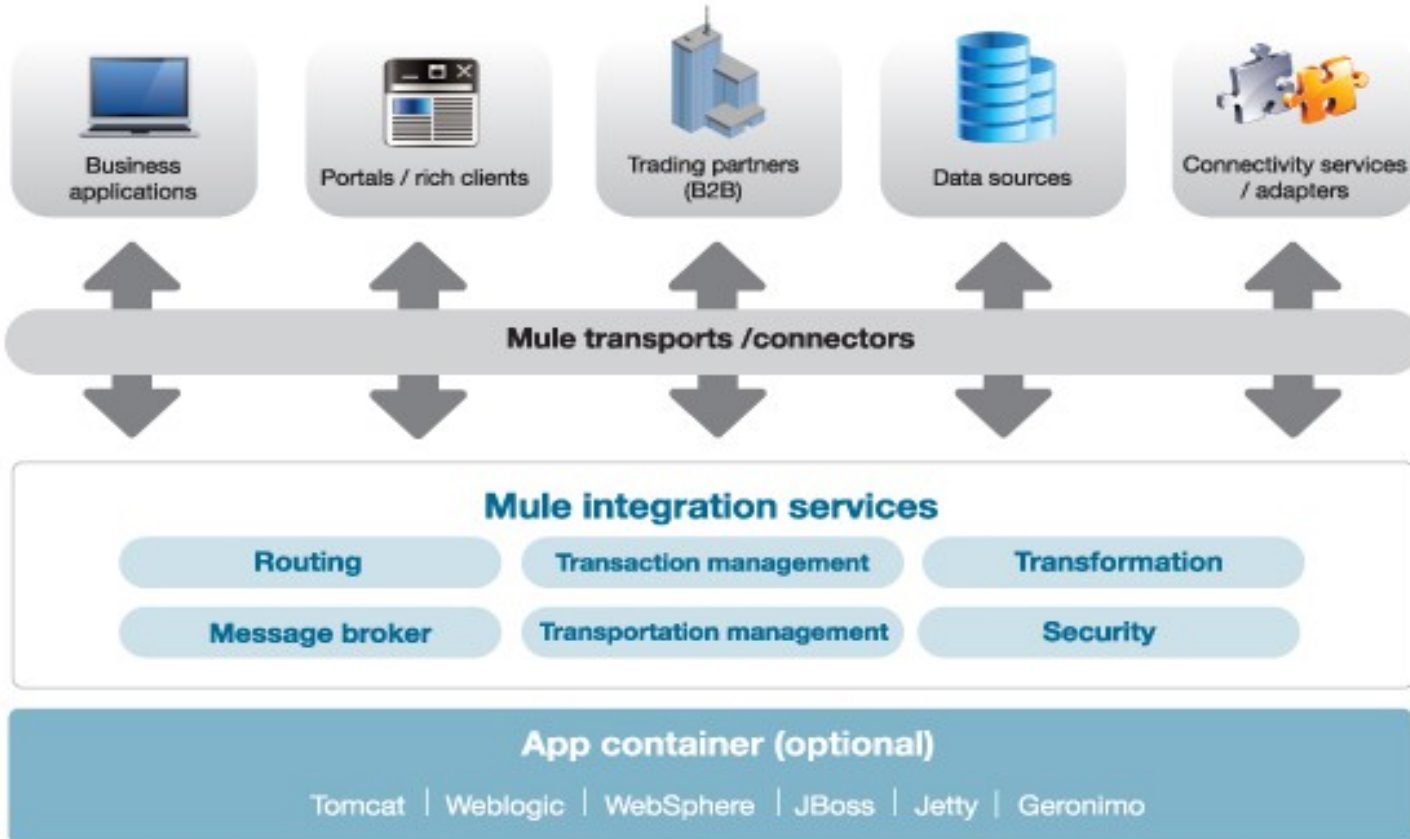 Business
applications
Portals / rich clients
Trading partners
(B2B)
Data sources
Connectivity services
/ adapters
Mule transports /connectors
Mule integration services
Routing
Transaction management
Transformation
Message broker
Transportation management
Security
App container (optional)
Tomcat | Weblogic | WebSphere | JBoss | Jetty | Geronimo